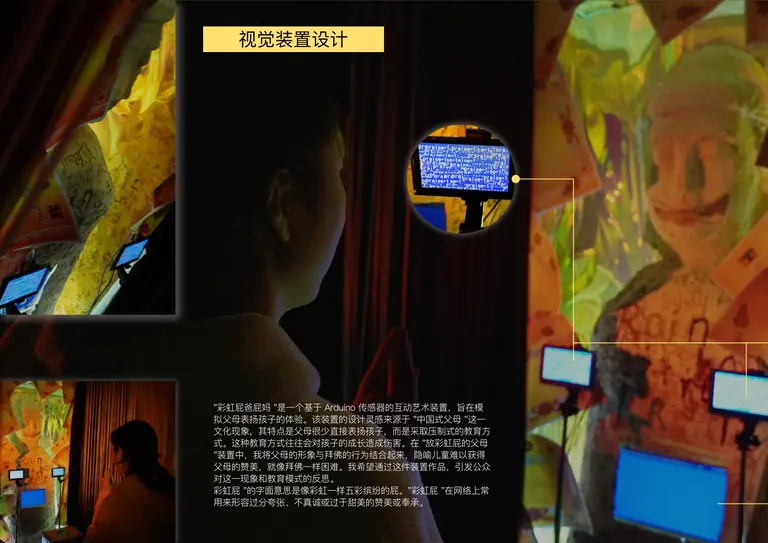 视觉装置设计
"彩虹屁爸屁妈 "是一个基于 Arduino 传感器的互动艺术装置，旨在模
拟父母表扬孩子的体验。该装置的设计灵感来源于 "中国式父母 "这一
文化现象，其特点是父母很少直接表扬孩子，而是采取压制式的教育方
式。这种教育方式往往会对孩子的成长造成伤害。在 "放彩虹屁的父母
"装置中，我将父母的形象与拜佛的行为结合起来，隐喻儿童难以获得
父母的赞美，就像拜佛一样困难。我希望通过这件装置作品，引发公众
对这一现象和教育模式的反思。
彩虹屁 "的字面意思是像彩虹一样五彩缤纷的屁。"彩虹屁 "在网络上常
用来形容过分夸张、不真诚或过于甜美的赞美或奉承。